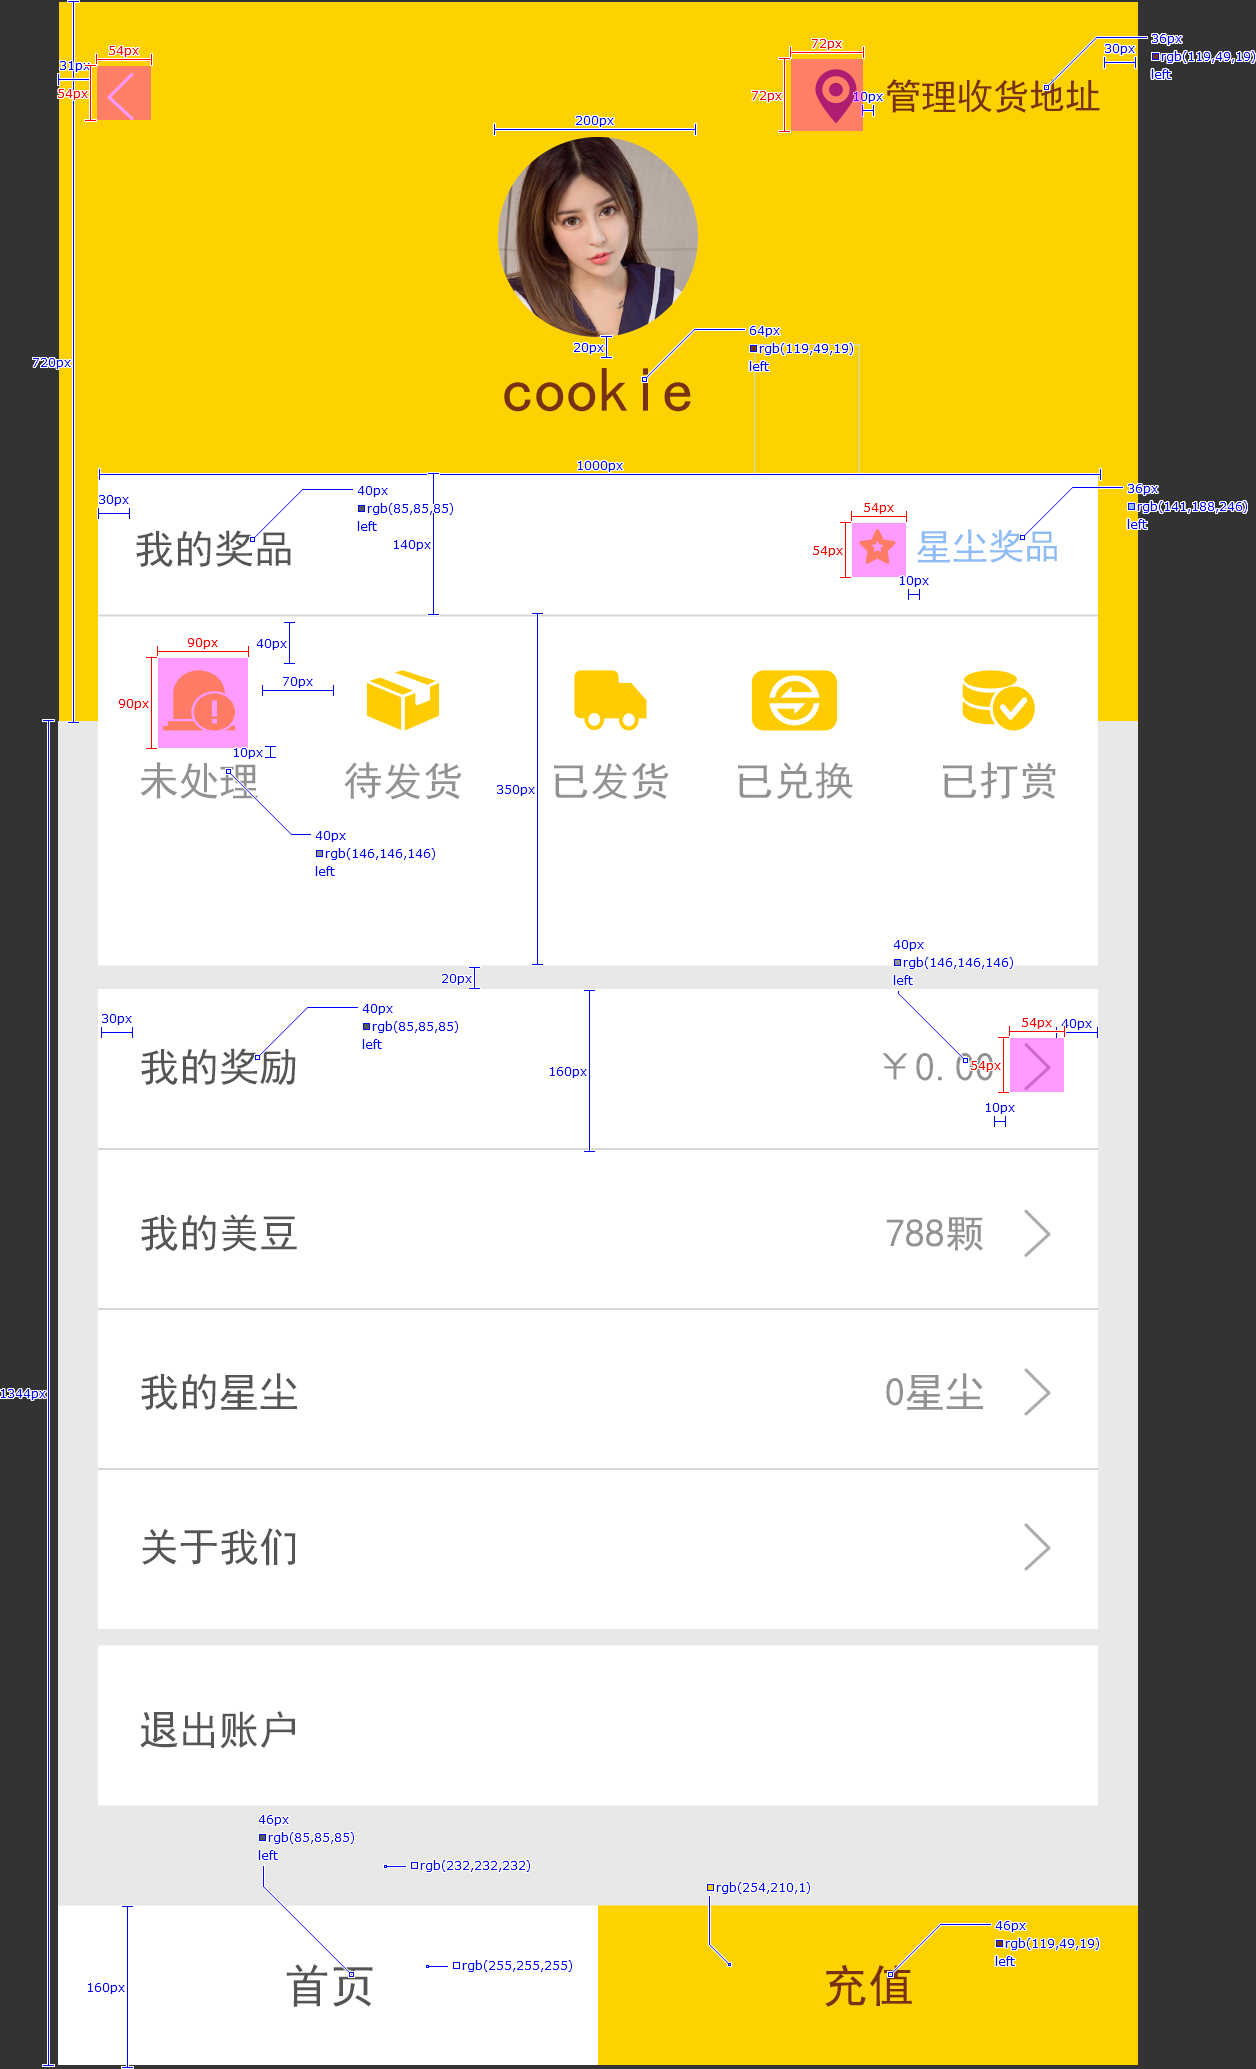 54px
72px
30px
36px
rgb(119,49,19)
left
31px
54px
72px
10px
管理收货地址
200px
64px
rgb(119,49,19)
left
20px
720px
cookie
1000px
30px
40px
rgb(85,85,85)
left
140px
我的奖品
54px
54px
星尘奖品
36px
rgb(141,188,246)
left
10px
90px
40px
70px
90px
10px
未处理
待发货
已发货
已兑换
已打赏
350px
40px
rgb(146,146,146)
left
40px
rgb(146,146,146)
left
20px
30px
40px
rgb(85,85,85)
left
我的奖励
160px
¥0.00
54px
54px
40px
10px
我的美豆
788颗
我的星尘
0星尘
1344px
关于我们
退出账户
46px
rgb(85,85,85)
left
rgb(232,232,232)
rgb(254,210,1)
46px
rgb(119,49,19)
left
rgb(255,255,255)
160px
首页
充值